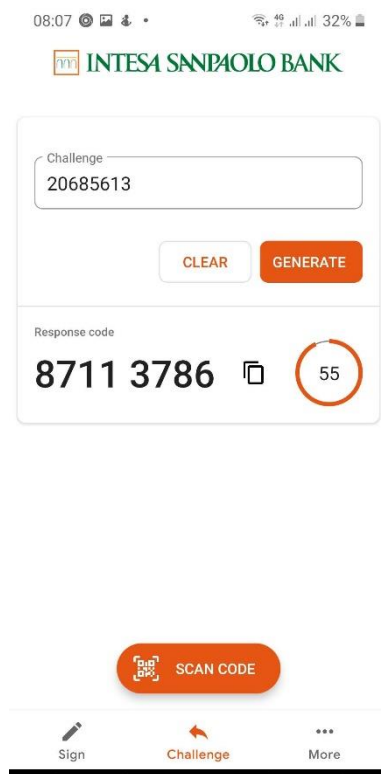 08:07 4G 32%
INTESA SANPAOLO BANK
Challenge
20685613
CLEAR GENERATE
Response code
8711 3786 55
SCAN CODE
Sign Challenge More